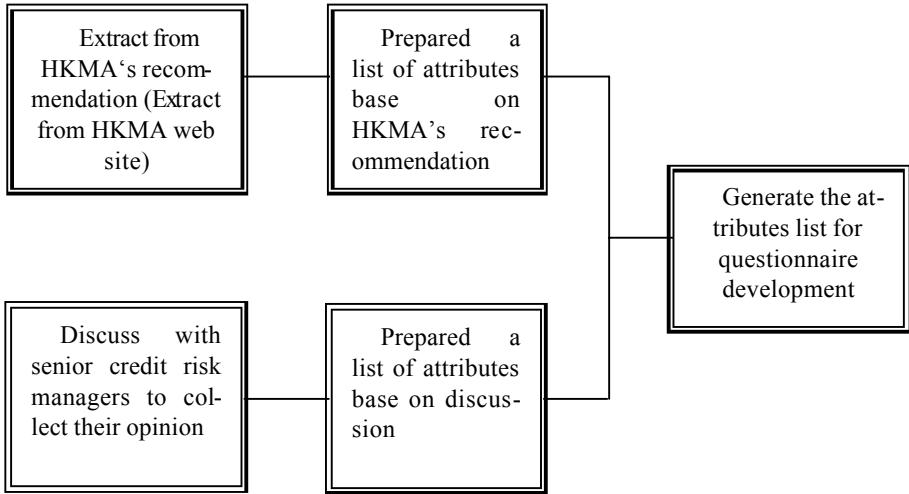 Extract from
HKMA‘s recom-
mendation (Extract
from HKMA web
site)
Prepared a
list of attributes
base on
HKMA’s rec-
ommendation
Generate the at-
tributes list for
questionnaire
development
Discuss with
senior credit risk
managers to col-
lect their opinion
Prepared a
list of attributes
base on discus-
sion